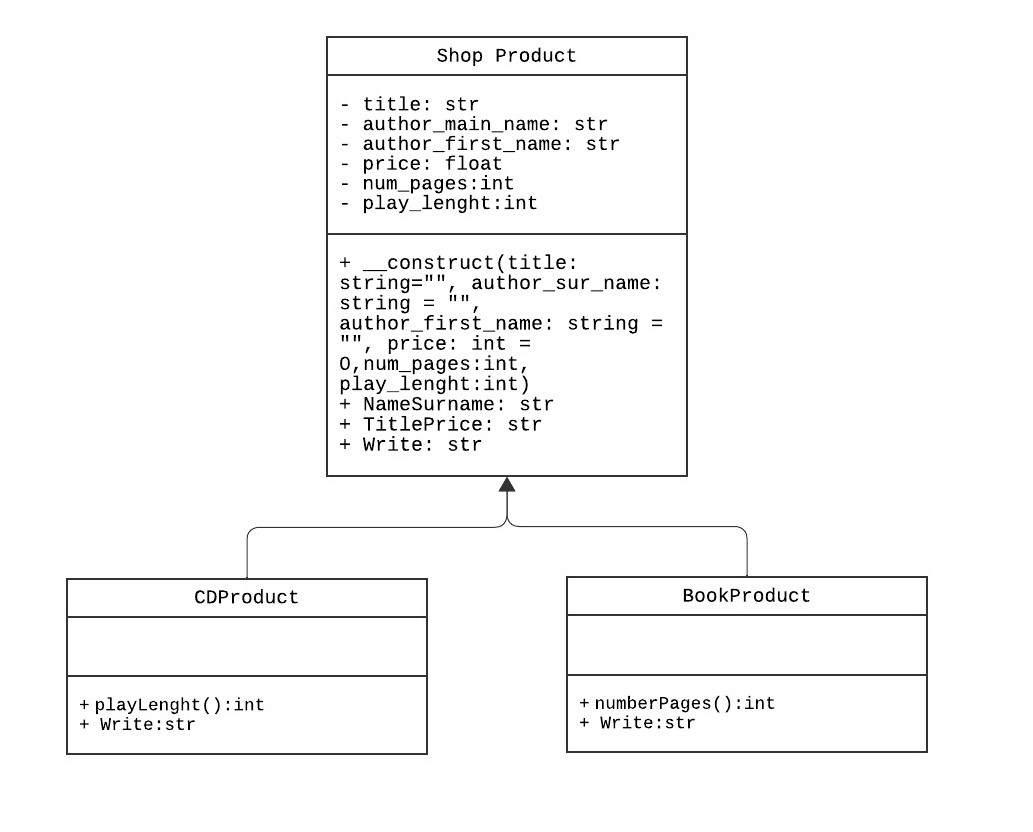 Shop Product
- title: str
- author_main_name: str
- author_first_name: str
- price: float
- num_pages:int
- play_lenght:int
+ __construct(title:
string="", author_sur_name:
string = "",
author_first_name: string =
"", price: int =
0,num_pages:int,
play_lenght:int)
+ NameSurname: str
+ TitlePrice: str
+ Write: str
CDProduct
+ playLenght():int
+ Write:str
BookProduct
+ numberPages():int
+ Write:str